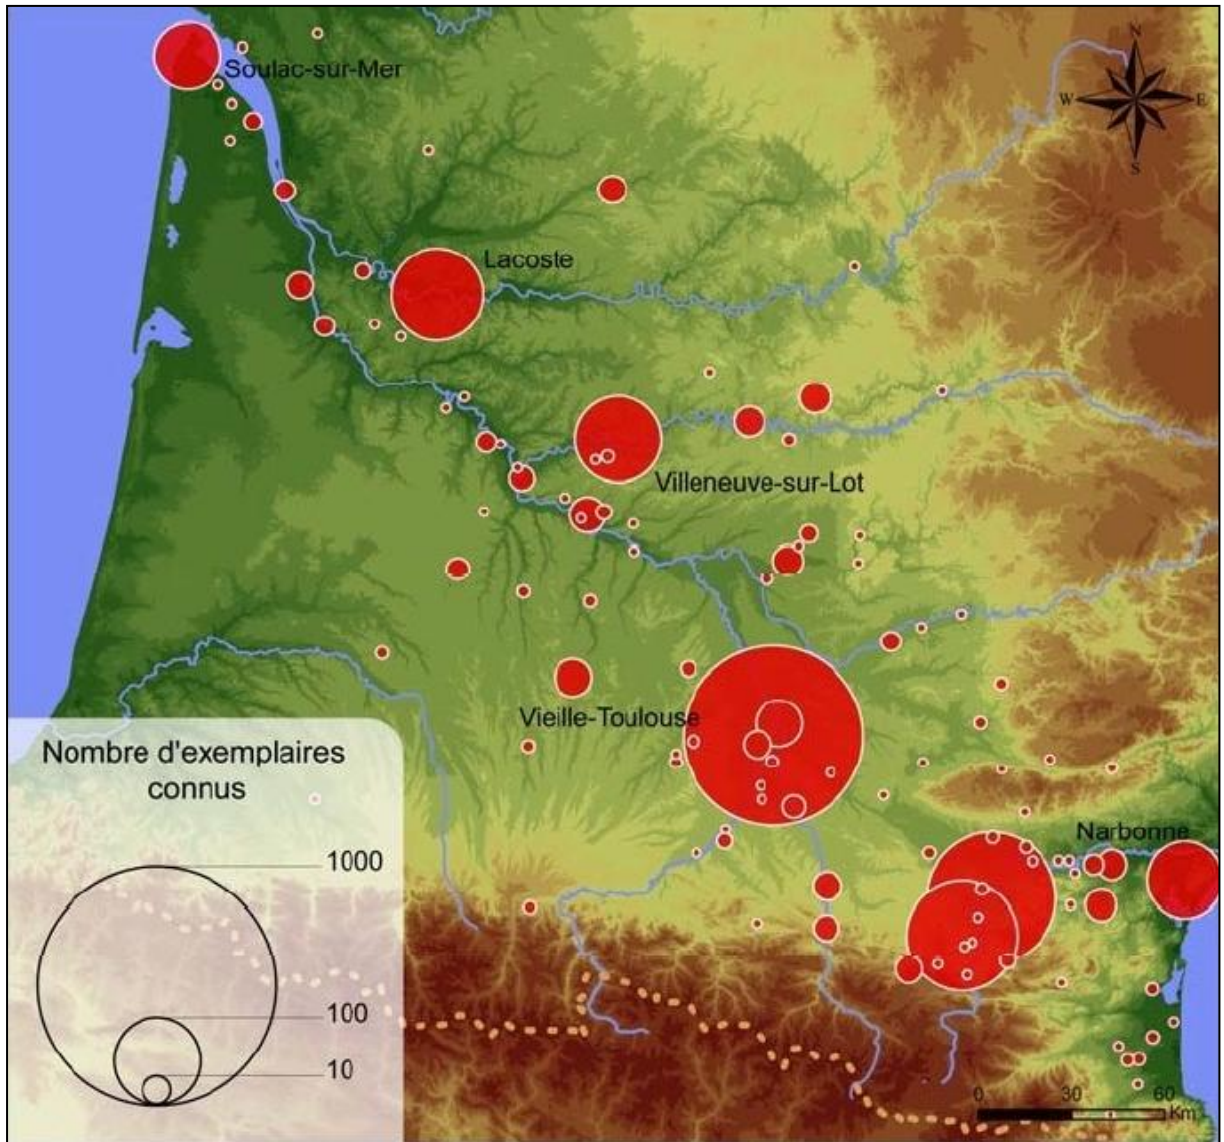 N
Soulac-sur-Mer
W
E
S
Lacoste
Villeneuve-sur-Lot
Vieille-Toulouse
Nombre d'exemplaires
connus
Narbonne
1000
100
10
0 30 60
Km